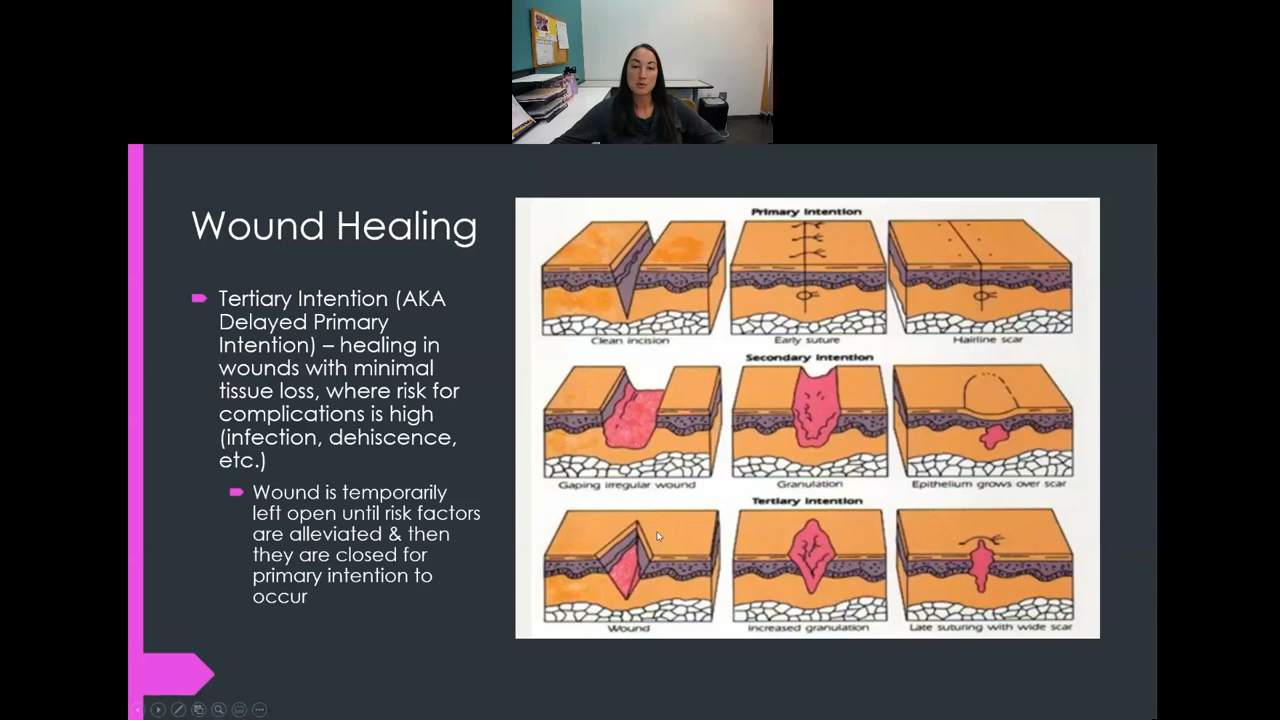 Wound Healing
Tertiary Intention (AKA
Delayed Primary
Intention) – healing in
wounds with minimal
tissue loss, where risk for
complications is high
(infection, dehiscence,
etc.)
Wound is temporarily
left open until risk factors
are alleviated & then
they are closed for
primary intention to
occur
Primary Intention
Clean incision
Early suture
Hairline scar
Secondary Intention
Gaping irregular wound
Granulation
Epithelium grows over scar
Tertiary Intention
Wound
Increased granulation
Late suturing with wide scar